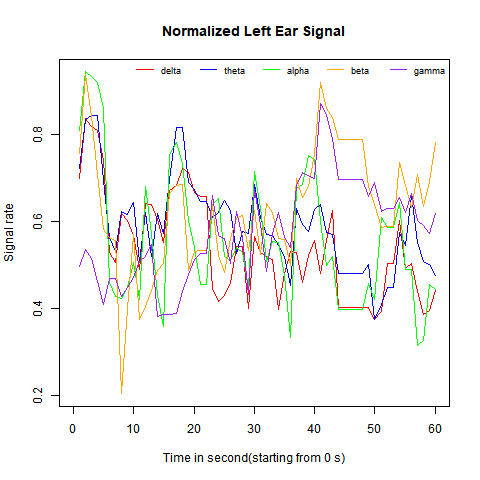 Normalized Left Ear Signal
delta theta alpha beta gamma
Signal rate
0.8
0.6
0.4
0.2
0 10 20 30 40 50 60
Time in second(starting from 0 s)